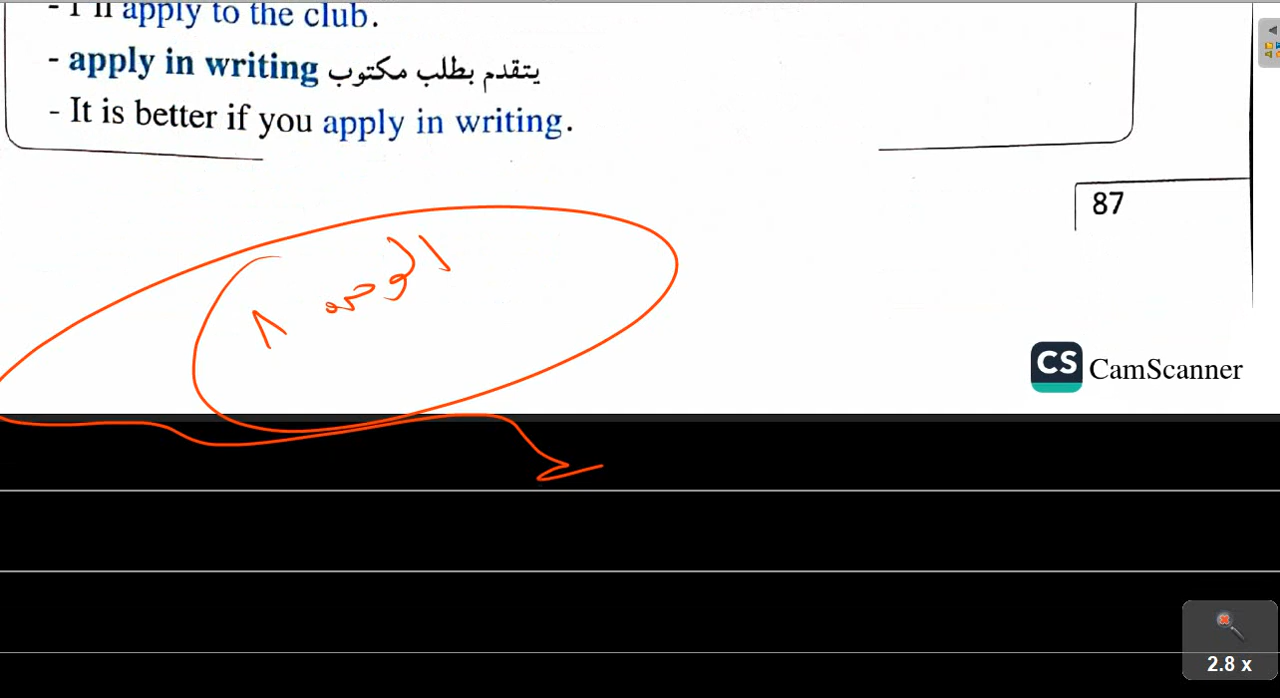 - I'll apply to the club.
- apply in writing يتقدم بطلب مكتوب
- It is better if you apply in writing.
87
٨
CS CamScanner
2.8 x